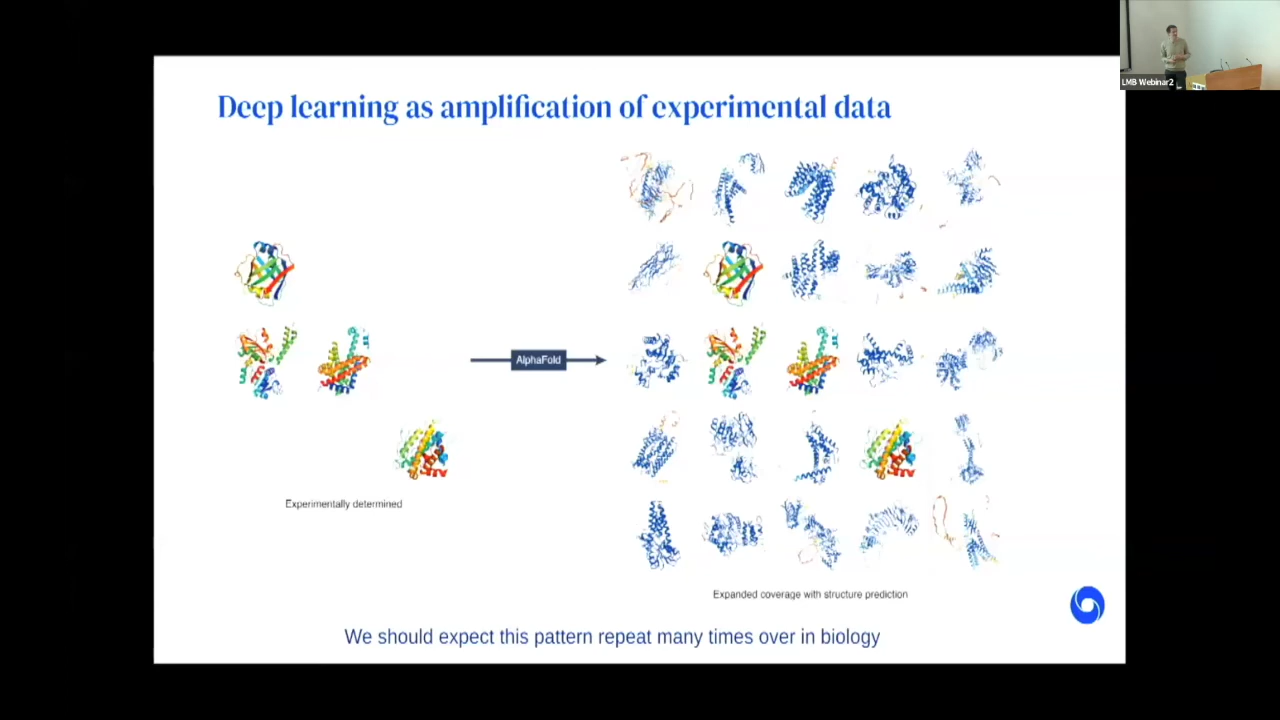 LMB Webinar2
Deep learning as amplification of experimental data
AlphaFold
Experimentally determined
Expanded coverage with structure prediction
We should expect this pattern repeat many times over in biology